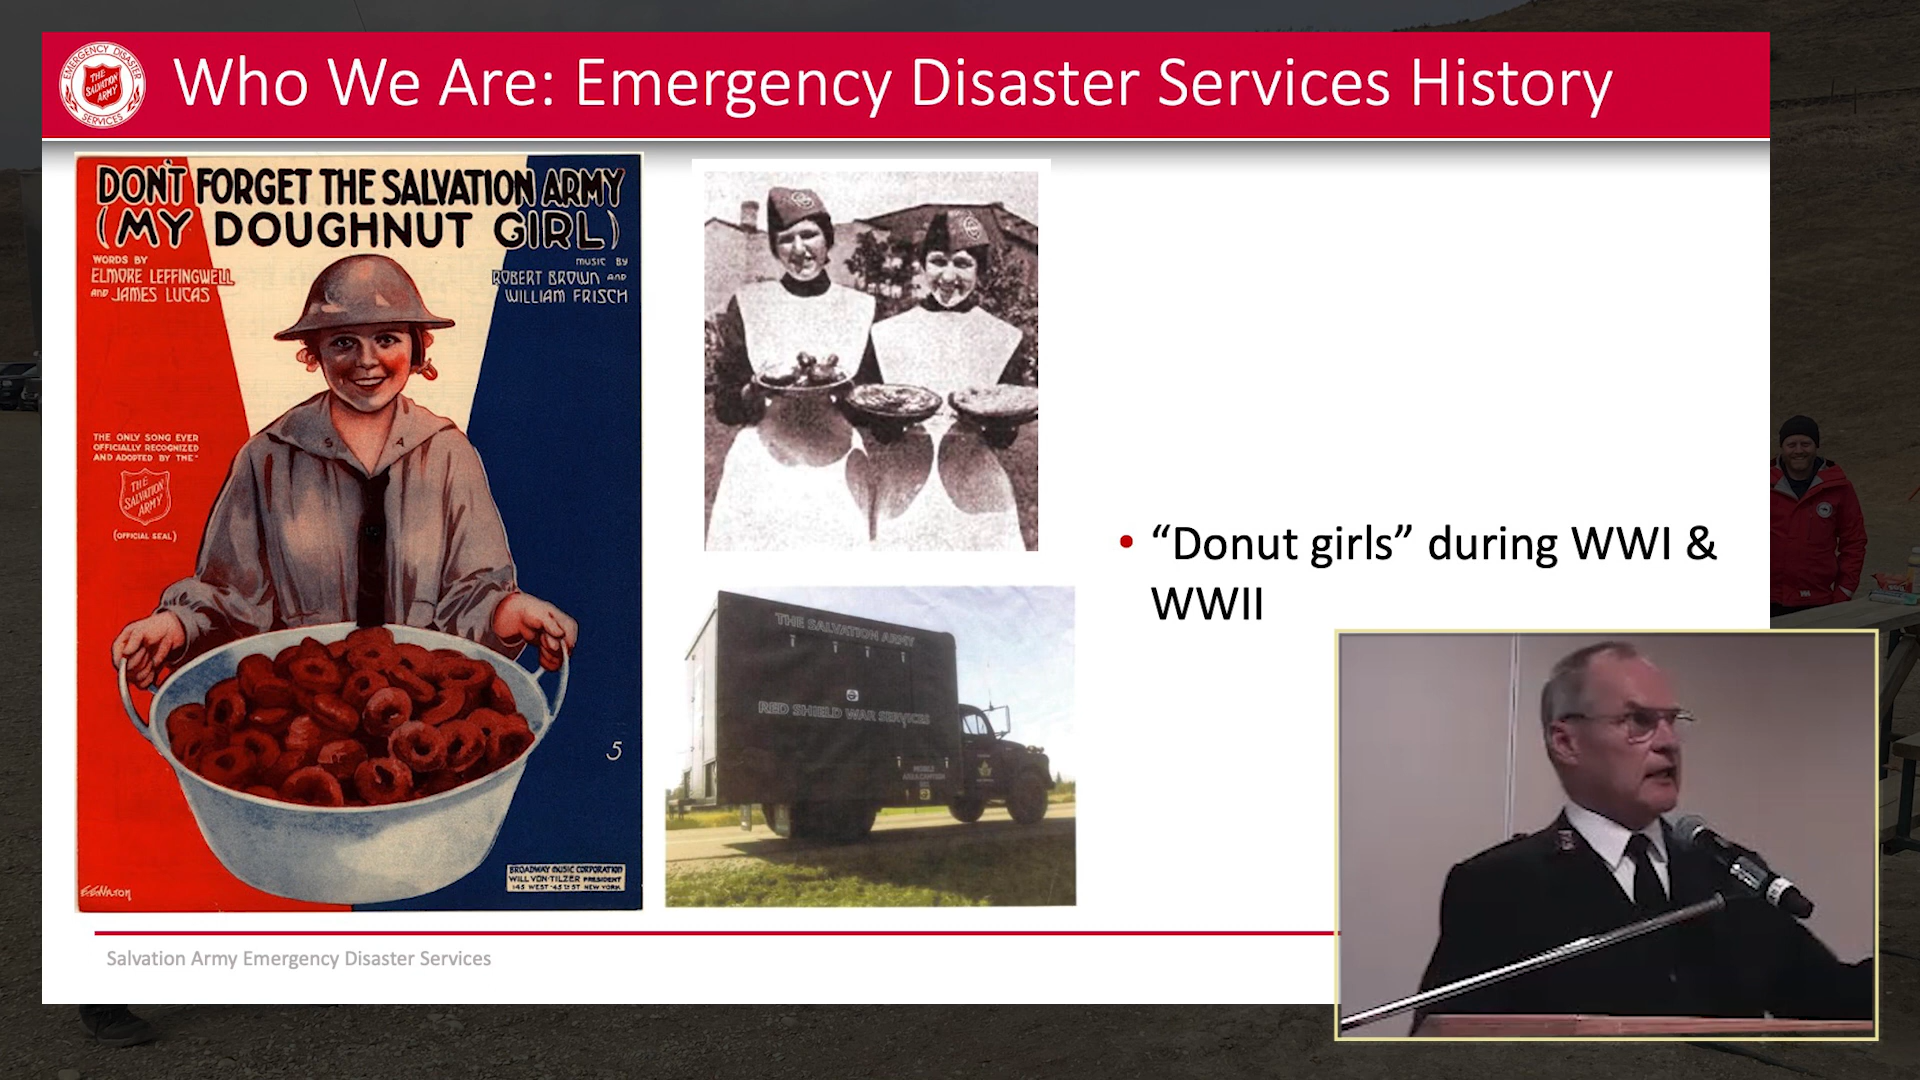 EMERGENCY DISASTER
THE
SALVATION
ARMY
SERVICES
Who We Are: Emergency Disaster Services History
DON'T FORGET THE SALVATION ARMY
(MY DOUGHNUT GIRL)
WORDS BY
ELMORE LEFFINGWELL
AND JAMES LUCAS
MUSIC BY
ROBERT BROWN AND
WILLIAM FRISCH
S A
THE ONLY SONG EVER
OFFICIALLY RECOGNIZED
AND ADOPTED BY THE
THE
SALVATION
ARMY
(OFFICIAL SEAL)
5
BROADWAY MUSIC CORPORATION
WILL VON TILZER PRESIDENT
145 WEST 45 ST NEW YORK
THE SALVATION ARMY
RED SHIELD WAR SERVICES
MOBILE
• "Donut girls" during WWI &
WWII
Salvation Army Emergency Disaster Services